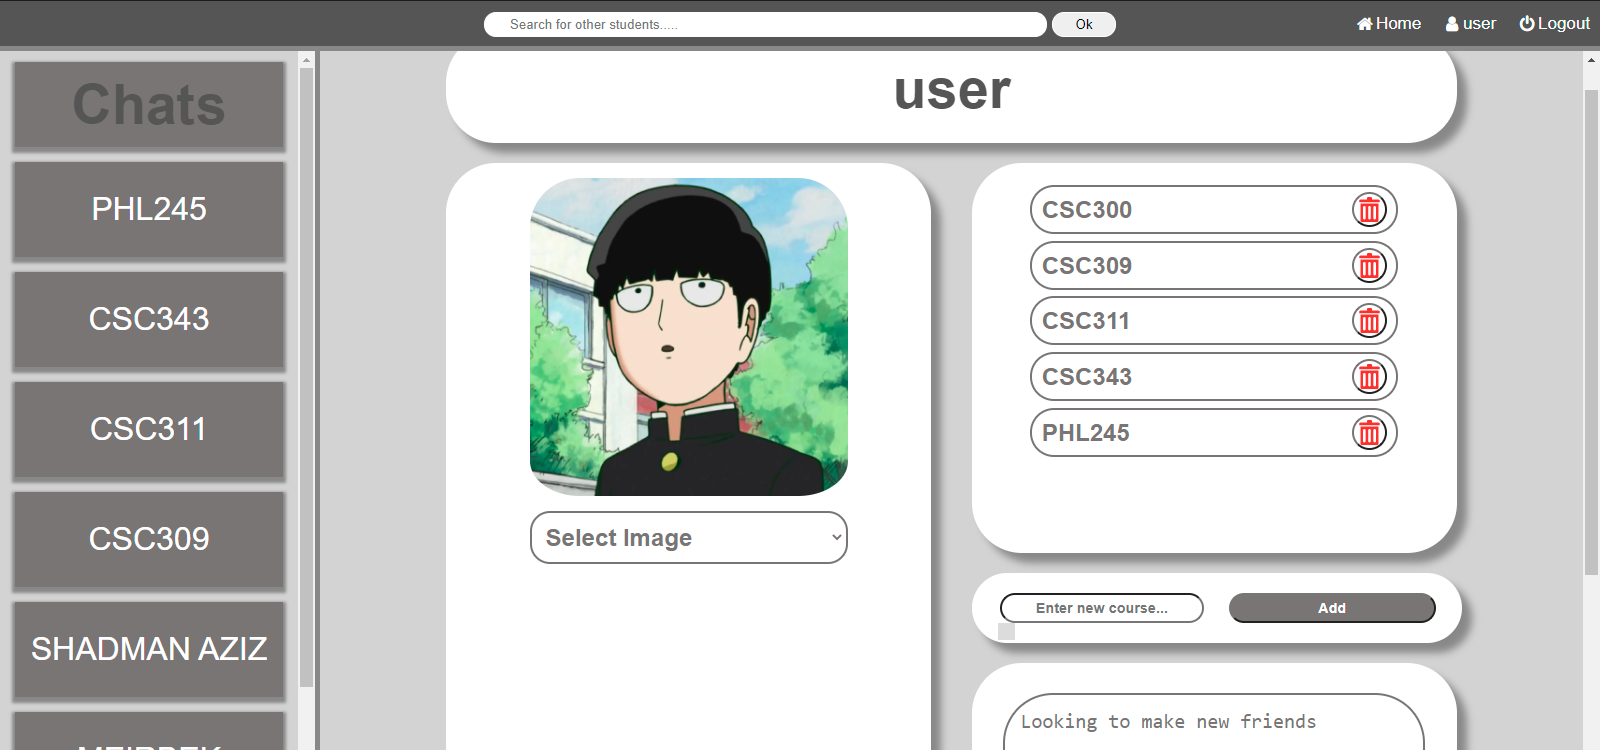 Search for other students.....
Ok
Home
user
Logout
Chats
PHL245
CSC343
CSC311
CSC309
SHADMAN AZIZ
user
Select Image
CSC300
CSC309
CSC311
CSC343
PHL245
Enter new course...
Add
Looking to make new friends